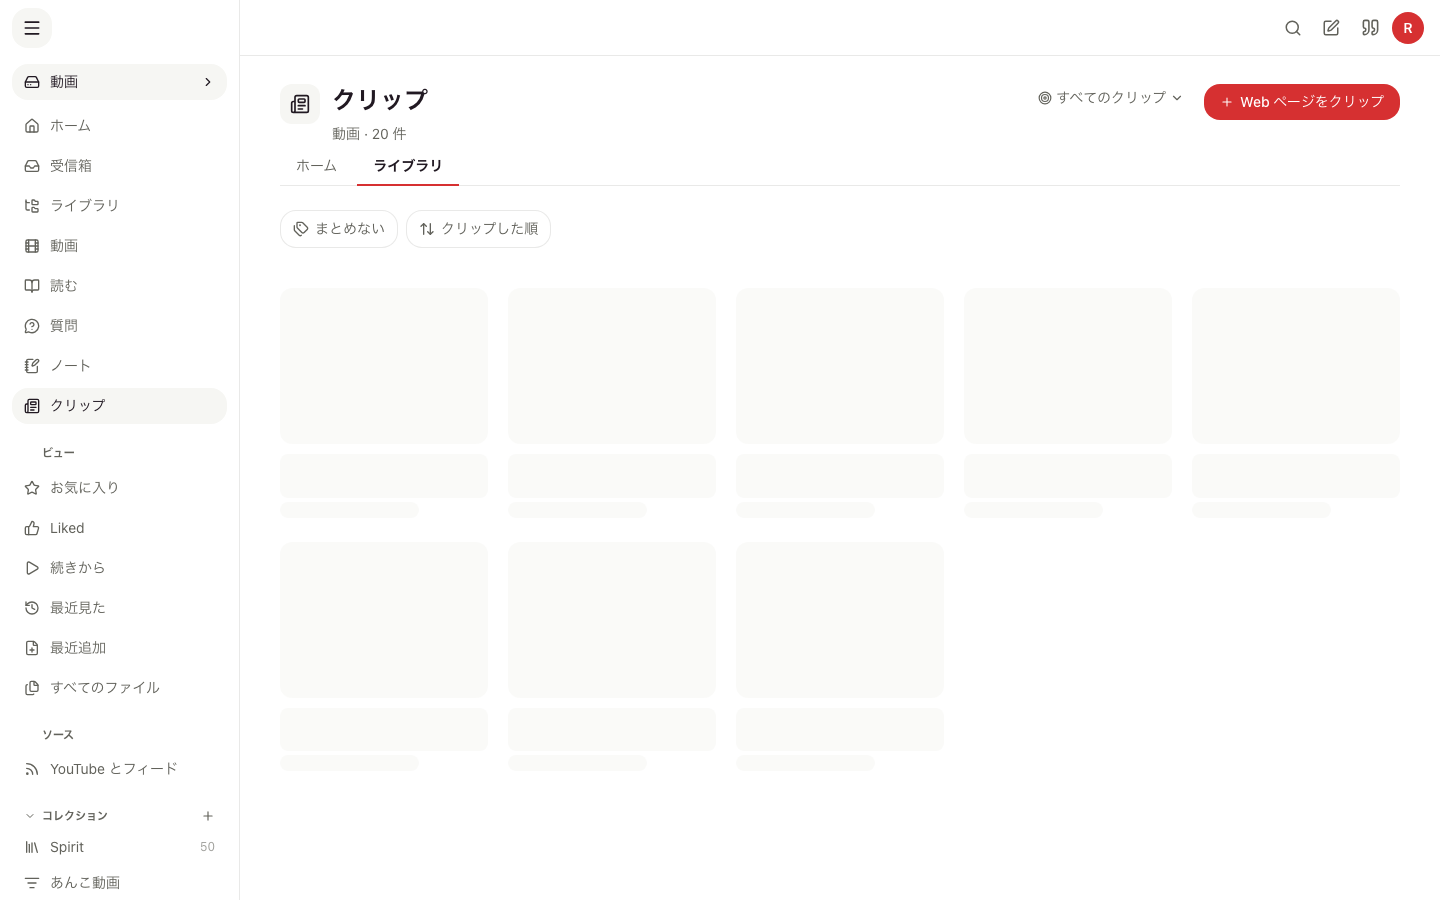 動画
ホーム
受信箱
ライブラリ
動画
読む
質問
ノート
クリップ
ビュー
お気に入り
Liked
続きから
最近見た
最近追加
すべてのファイル
ソース
YouTube とフィード
コレクション
Spirit 50
あんこ動画
R
クリップ
動画 · 20 件
すべてのクリップ
Web ページをクリップ
ホーム ライブラリ
まとめない クリップした順